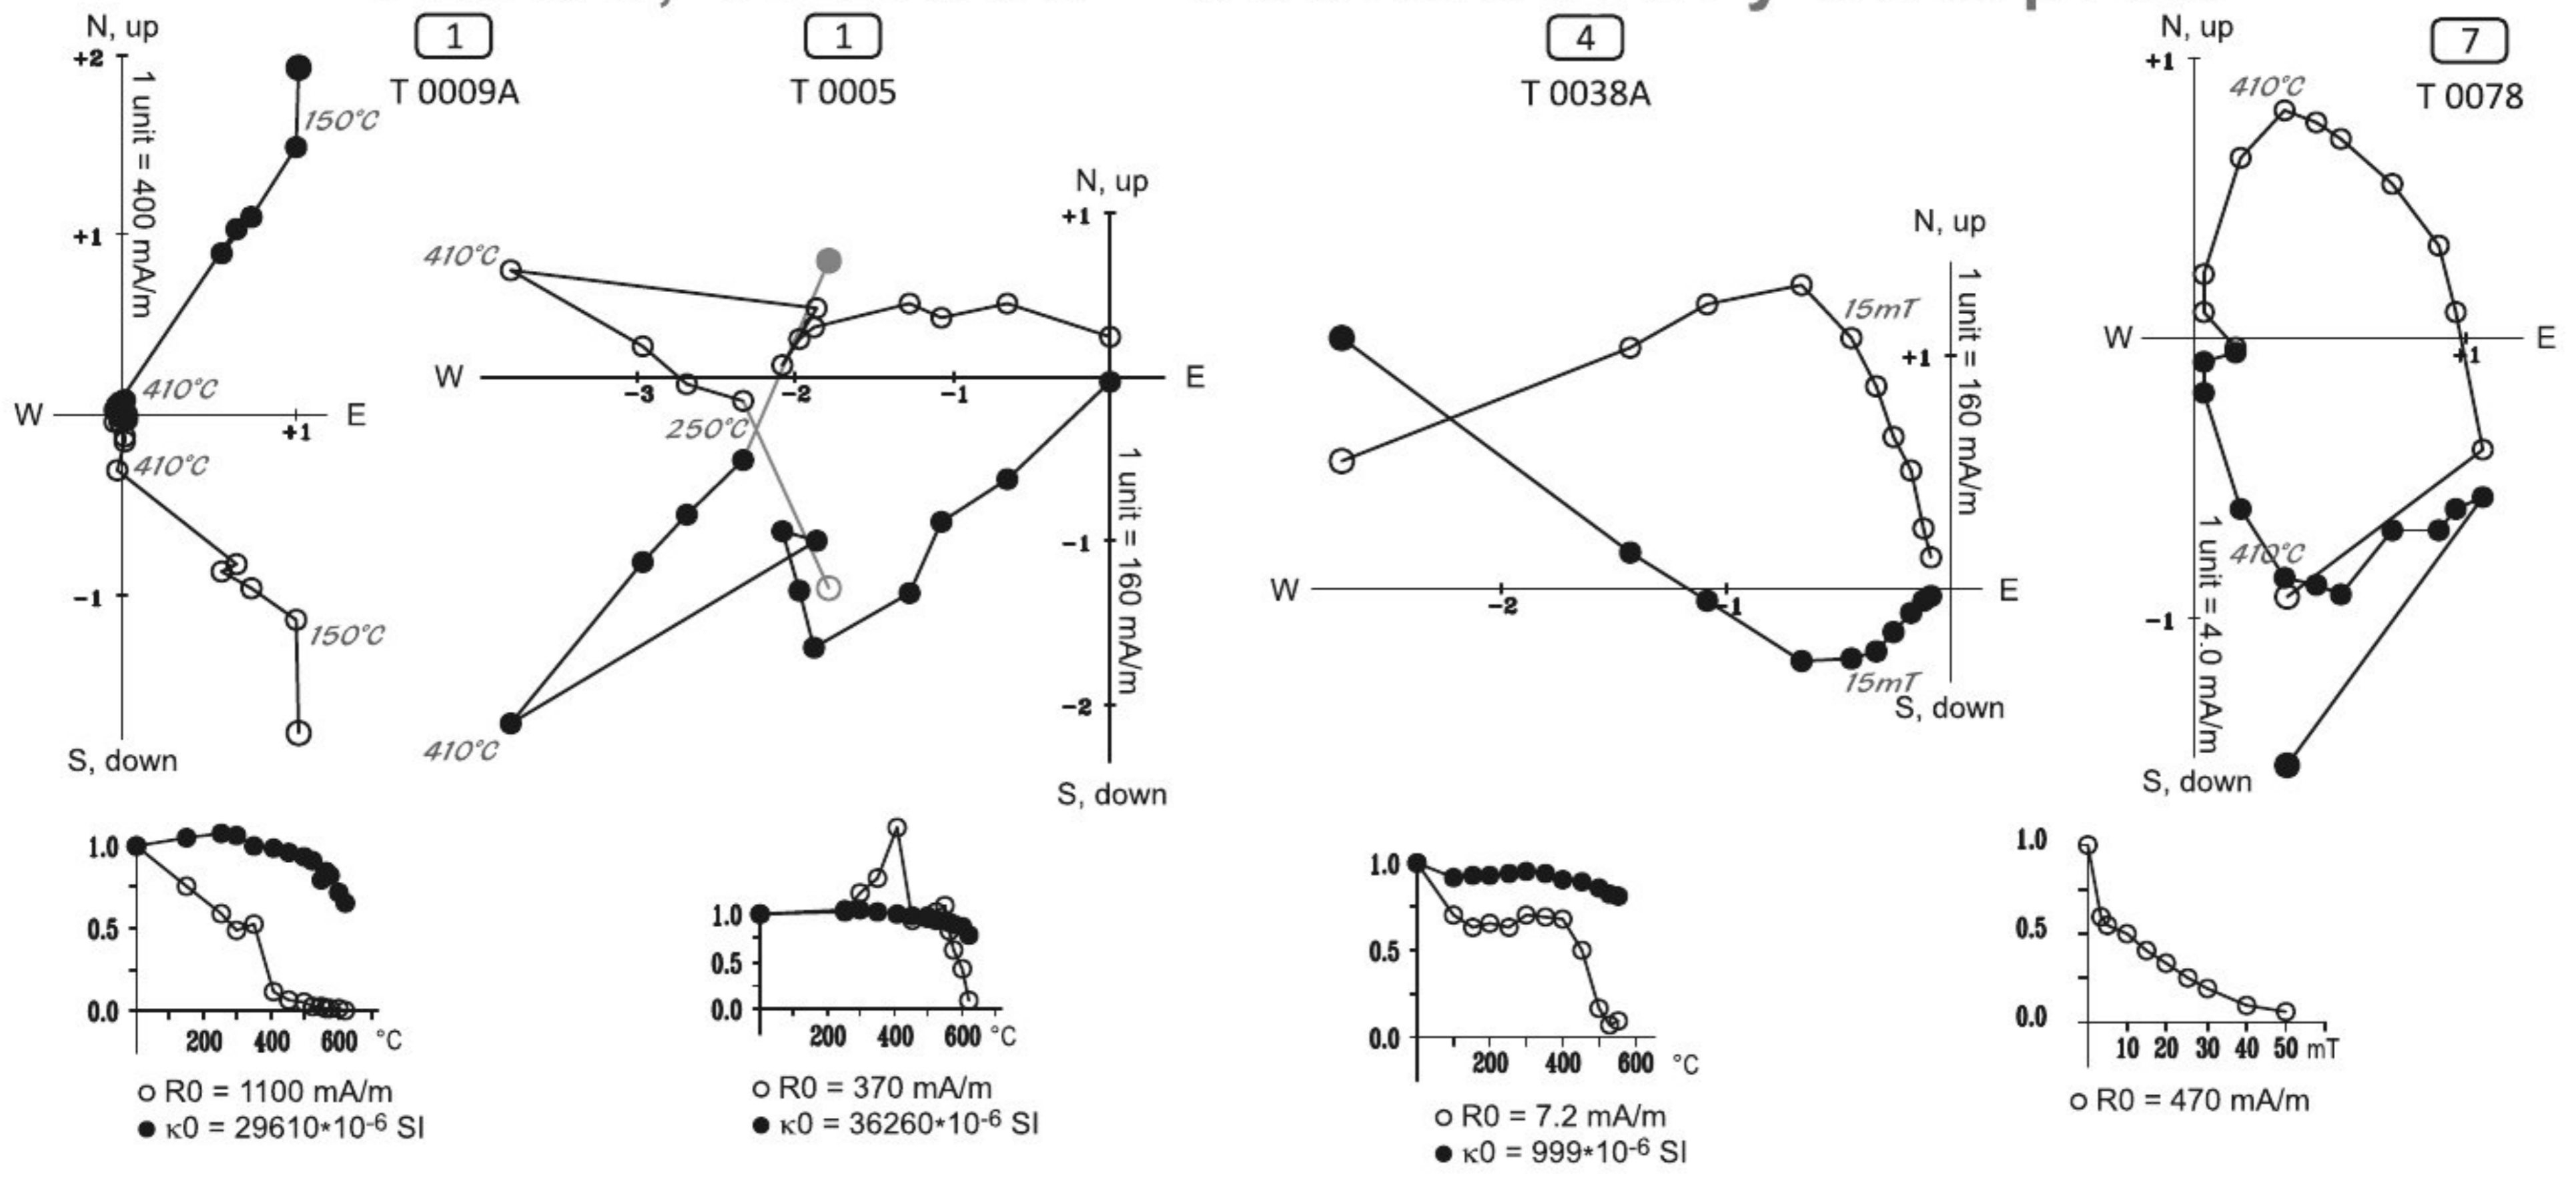 1
T 0009A
N, up
+2
+1
-1
W
E
+1
1 unit = 400 mA/m
150°C
410°C
410°C
150°C
S, down
1.0
0.5
0.0
200 400 600 °C
R0 = 1100 mA/m
κ0 = 29610*10-6 SI
1
T 0005
N, up
+1
-1
-2
W
E
-3 -2 -1
1 unit = 160 mA/m
410°C
250°C
410°C
S, down
1.0
0.5
0.0
200 400 600 °C
R0 = 370 mA/m
κ0 = 36260*10-6 SI
4
T 0038A
N, up
+1
W
E
-2 -1
1 unit = 160 mA/m
15mT
15mT
S, down
1.0
0.5
0.0
200 400 600 °C
R0 = 7.2 mA/m
κ0 = 999*10-6 SI
7
T 0078
N, up
+1
-1
W
E
+1
1 unit = 4.0 mA/m
410°C
410°C
S, down
1.0
0.5
0.0
10 20 30 40 50 mT
R0 = 470 mA/m